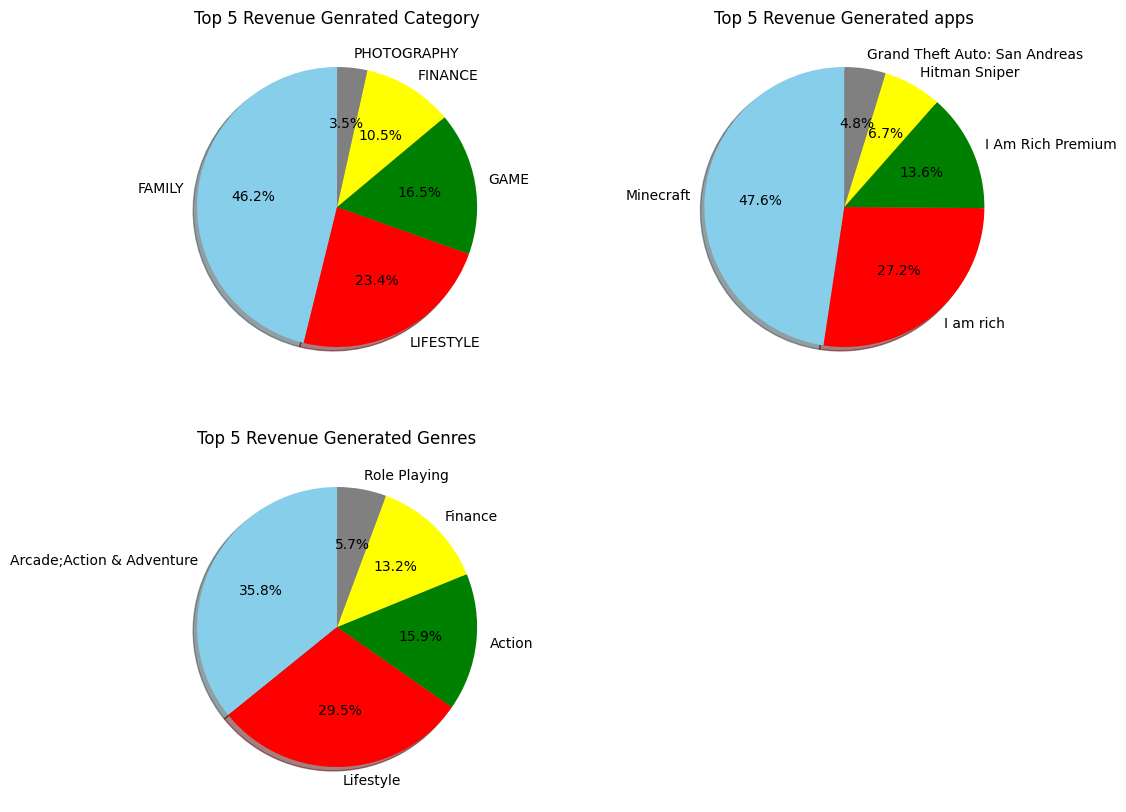 Top 5 Revenue Genrated Category
PHOTOGRAPHY
FINANCE
3.5%
10.5%
GAME
FAMILY
46.2%
16.5%
23.4%
LIFESTYLE
Top 5 Revenue Generated apps
Grand Theft Auto: San Andreas
Hitman Sniper
4.8%
6.7%
I Am Rich Premium
13.6%
Minecraft
47.6%
27.2%
I am rich
Top 5 Revenue Generated Genres
Role Playing
Finance
5.7%
13.2%
Arcade;Action & Adventure
35.8%
15.9%
Action
29.5%
Lifestyle